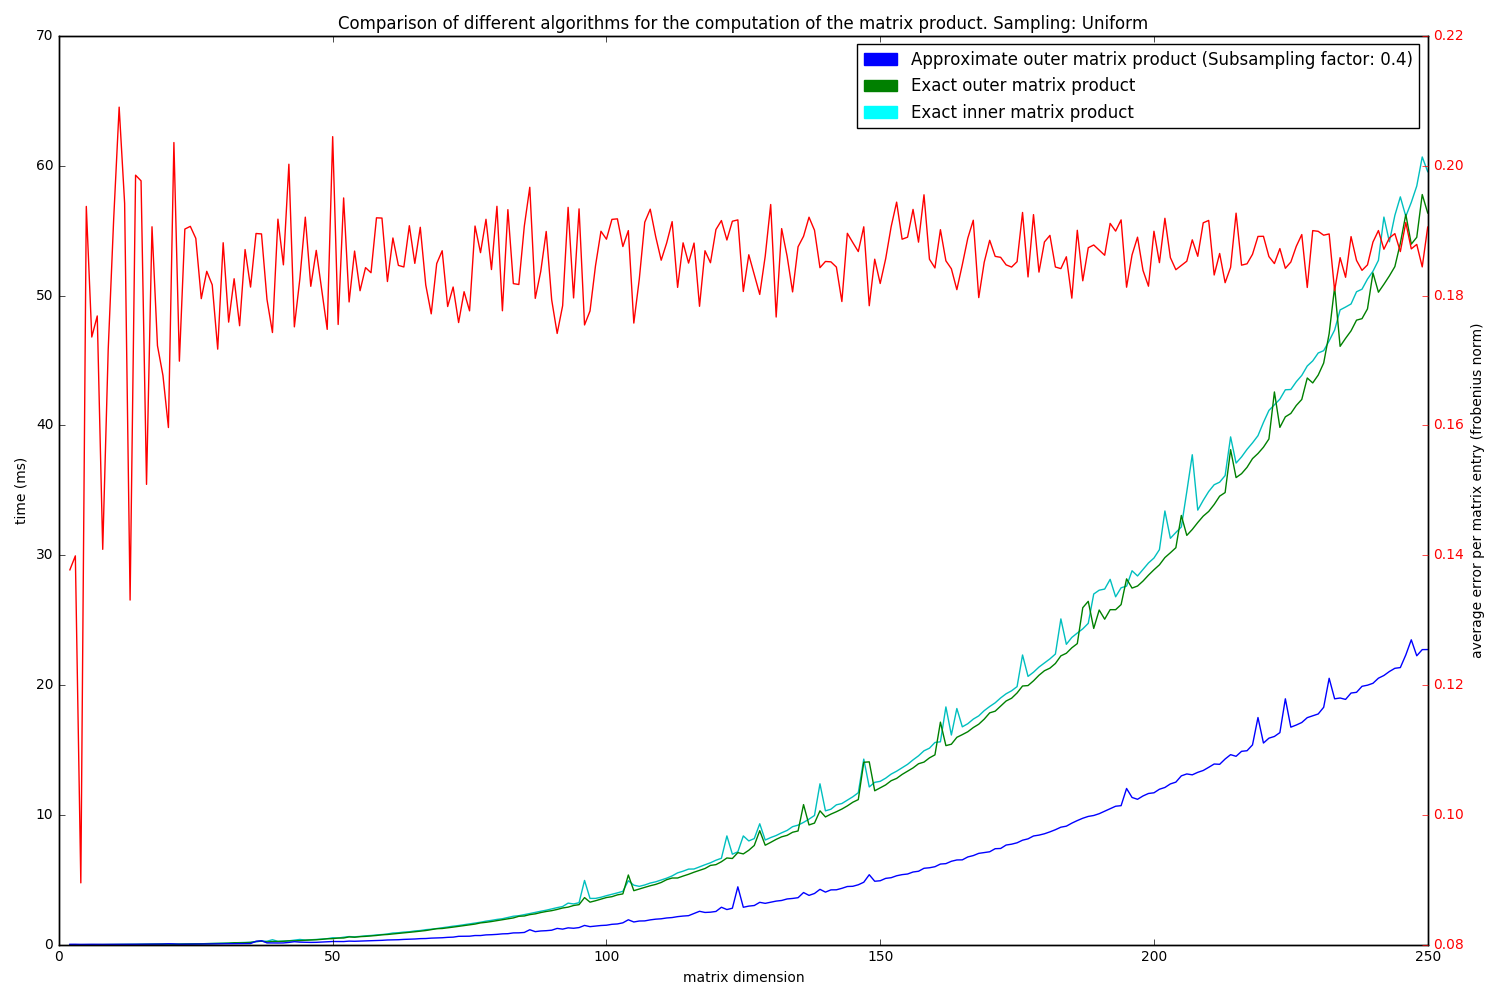 Comparison of different algorithms for the computation of the matrix product. Sampling: Uniform
Approximate outer matrix product (Subsampling factor: 0.4)
Exact outer matrix product
Exact inner matrix product
70
60
50
40
30
20
10
0
time (ms)
0.22
0.20
0.18
0.16
0.14
0.12
0.10
0.08
average error per matrix entry (frobenius norm)
0 50 100 150 200 250
matrix dimension